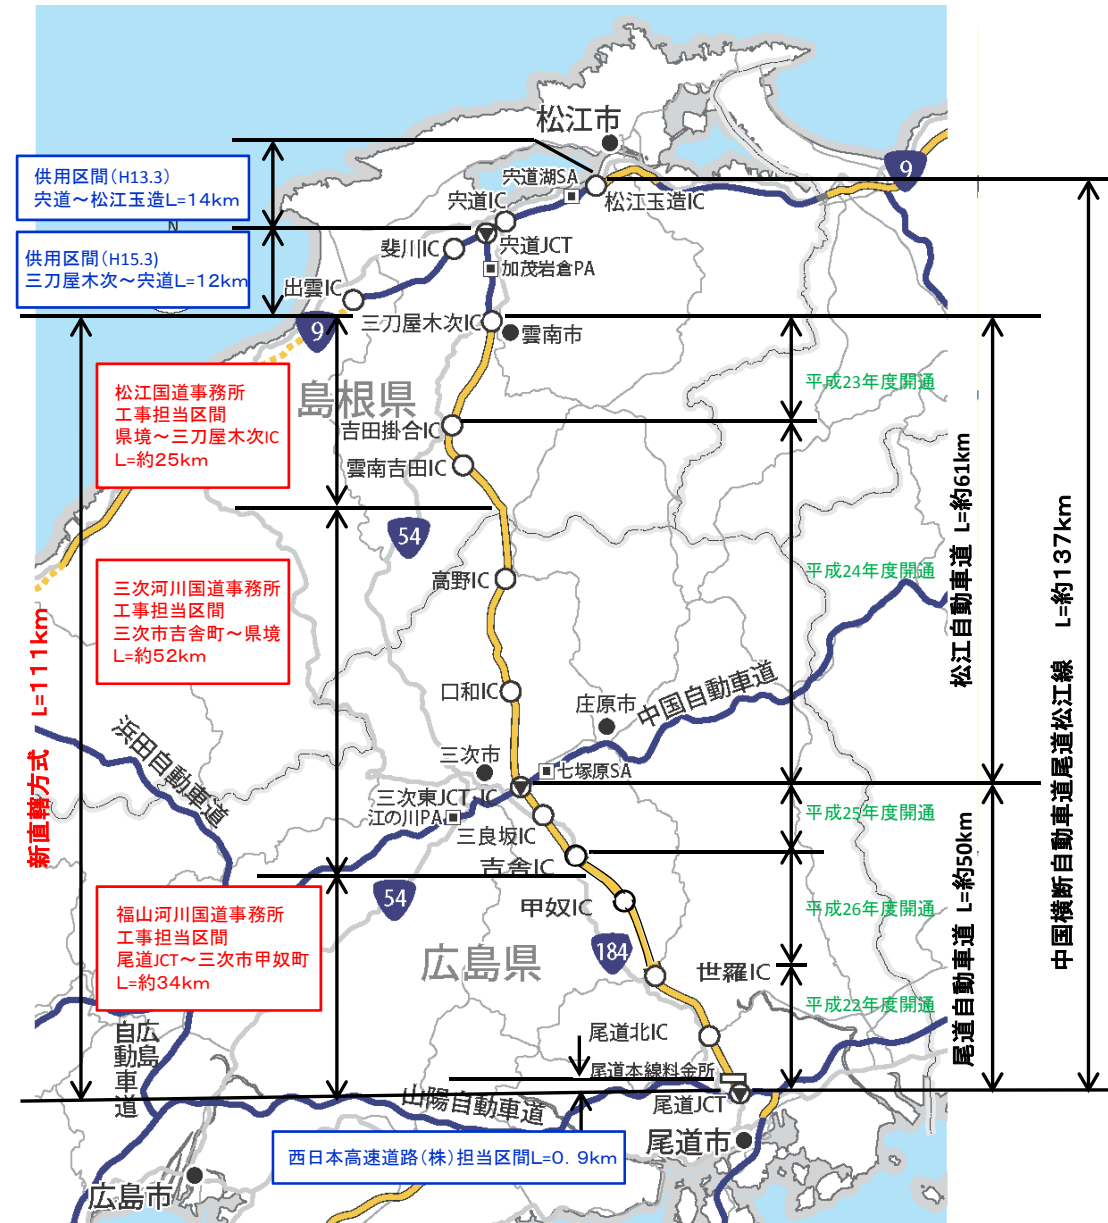 松江市
9
供用区間(H13.3)
宍道~松江玉造L=14km
宍道湖SA
松江玉造IC
宍道IC
N
供用区間(H15.3)
三刀屋木次~宍道L=12km
斐川IC
宍道JCT
加茂岩倉PA
出雲IC
9
三刀屋木次IC
雲南市
平成23年度開通
松江国道事務所
工事担当区間
県境~三刀屋木次IC
L=約25km
島根県
吉田掛合IC
雲南吉田IC
54
松江自動車道 L=約61km
中国横断自動車道尾道松江線 L=約137km
三次河川国道事務所
工事担当区間
三次市吉舎町~県境
L=約52km
高野IC
平成24年度開通
新直轄方式 L=111km
口和IC
庄原市
中国自動車道
浜田自動車道
三次市
七塚原SA
三次東JCT・IC
江の川PA
三良坂IC
平成25年度開通
吉舎IC
54
甲奴IC
平成26年度開通
尾道自動車道 L=約50km
福山河川国道事務所
工事担当区間
尾道JCT~三次市甲奴町
L=約34km
広島県
184
世羅IC
平成22年度開通
広島
自動車道
尾道北IC
尾道本線料金所
山陽自動車道
尾道JCT
尾道市
西日本高速道路(株)担当区間L=0.9km
広島市